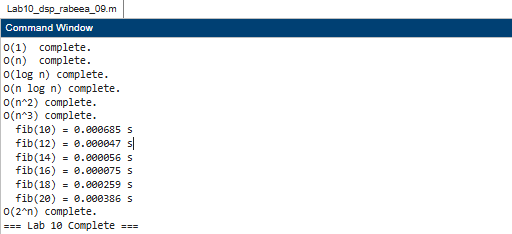 Lab10_dsp_rabeea_09.m
Command Window
O(1)  complete.
O(n)  complete.
O(log n) complete.
O(n log n) complete.
O(n^2) complete.
O(n^3) complete.
  fib(10) = 0.000685 s
  fib(12) = 0.000047 s
  fib(14) = 0.000056 s
  fib(16) = 0.000075 s
  fib(18) = 0.000259 s
  fib(20) = 0.000386 s
O(2^n) complete.
=== Lab 10 Complete ===